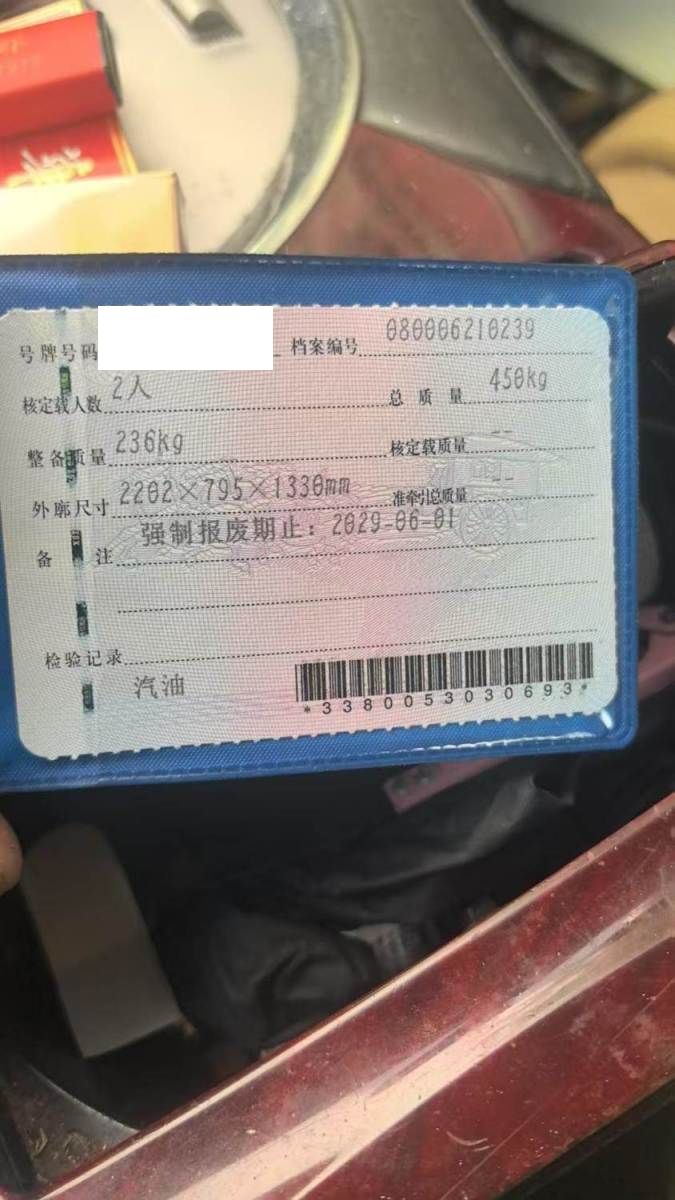 号牌号码 档案编号 080006210239
核定载人数 2人 总质量 450kg
整备质量 236kg 核定载质量 --
外廓尺寸 2202×795×1330mm 准牵引总质量 --
备注 强制报废期止：2029-06-01
检验记录
汽油
*3380053030693*